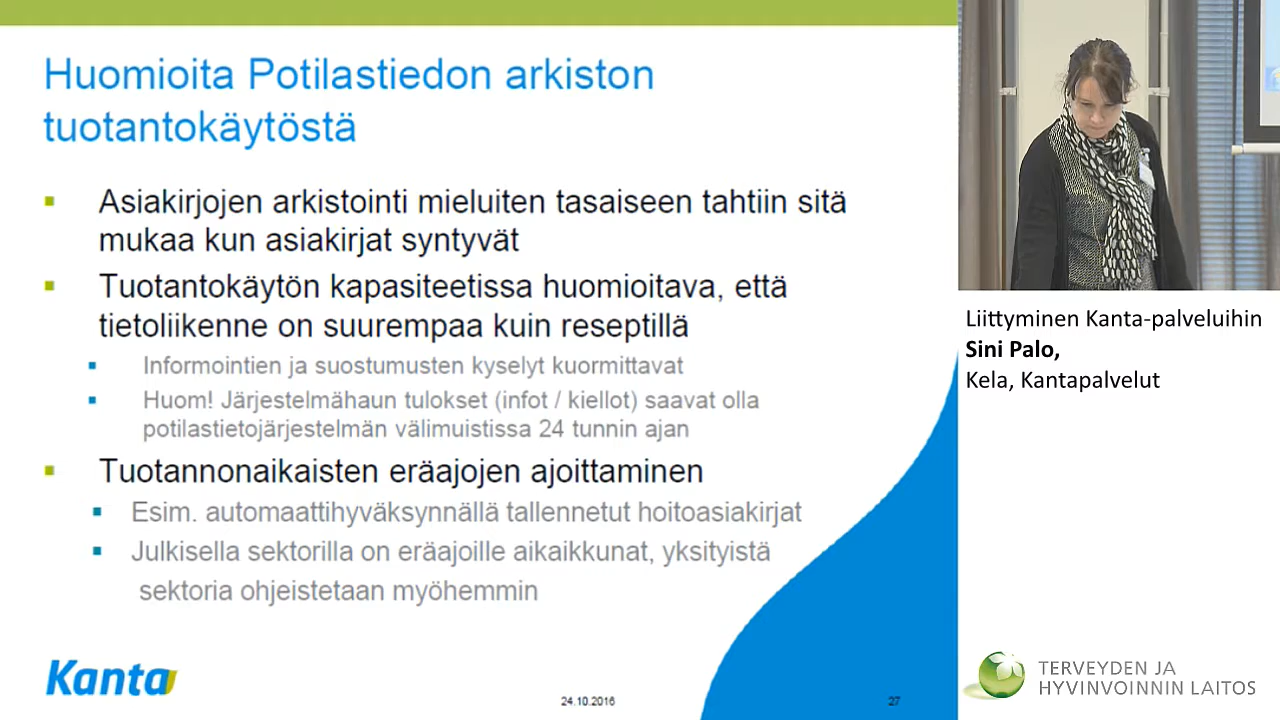 Huomioita Potilastiedon arkiston
tuotantokäytöstä
Asiakirjojen arkistointi mieluiten tasaiseen tahtiin sitä
mukaa kun asiakirjat syntyvät
Tuotantokäytön kapasiteetissa huomioitava, että
tietoliikenne on suurempaa kuin reseptillä
Informointien ja suostumusten kyselyt kuormittavat
Huom! Järjestelmähaun tulokset (infot / kiellot) saavat olla
potilastietojärjestelmän välimuistissa 24 tunnin ajan
Tuotannonaikaisten eräajojen ajoittaminen
Esim. automaattihyväksynnällä tallennetut hoitoasiakirjat
Julkisella sektorilla on eräajoille aikaikkunat, yksityistä
sektoria ohjeistetaan myöhemmin
Kanta
24.10.2016
27
Liittyminen Kanta-palveluihin
Sini Palo,
Kela, Kantapalvelut
TERVEYDEN JA
HYVINVOINNIN LAITOS